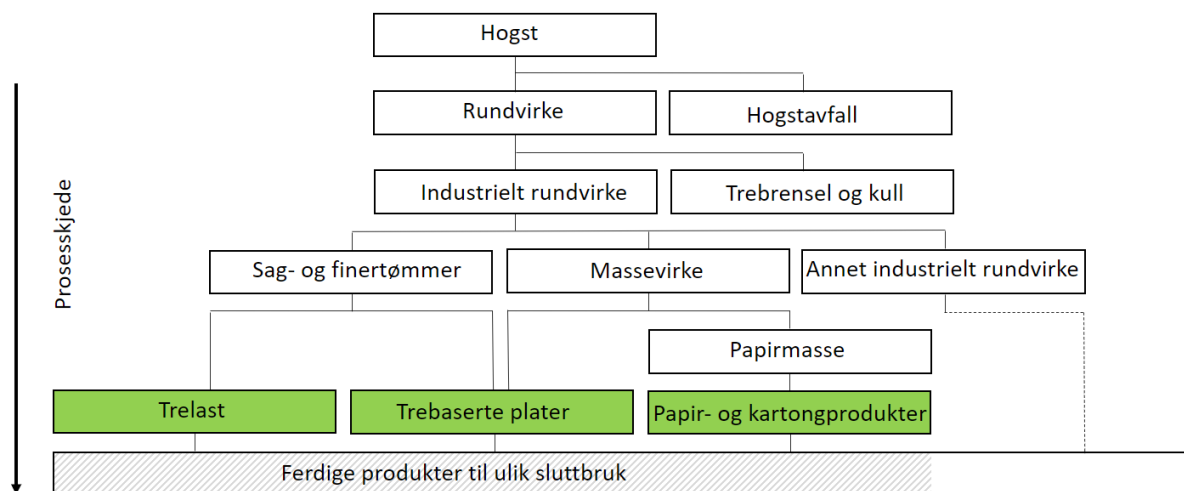 Hogst
Rundvirke
Hogstavfall
Prosesskjede
Industrielt rundvirke
Trebrensel og kull
Sag- og finertømmer
Massevirke
Annet industrielt rundvirke
Papirmasse
Trelast
Trebaserte plater
Papir- og kartongprodukter
Ferdige produkter til ulik sluttbruk